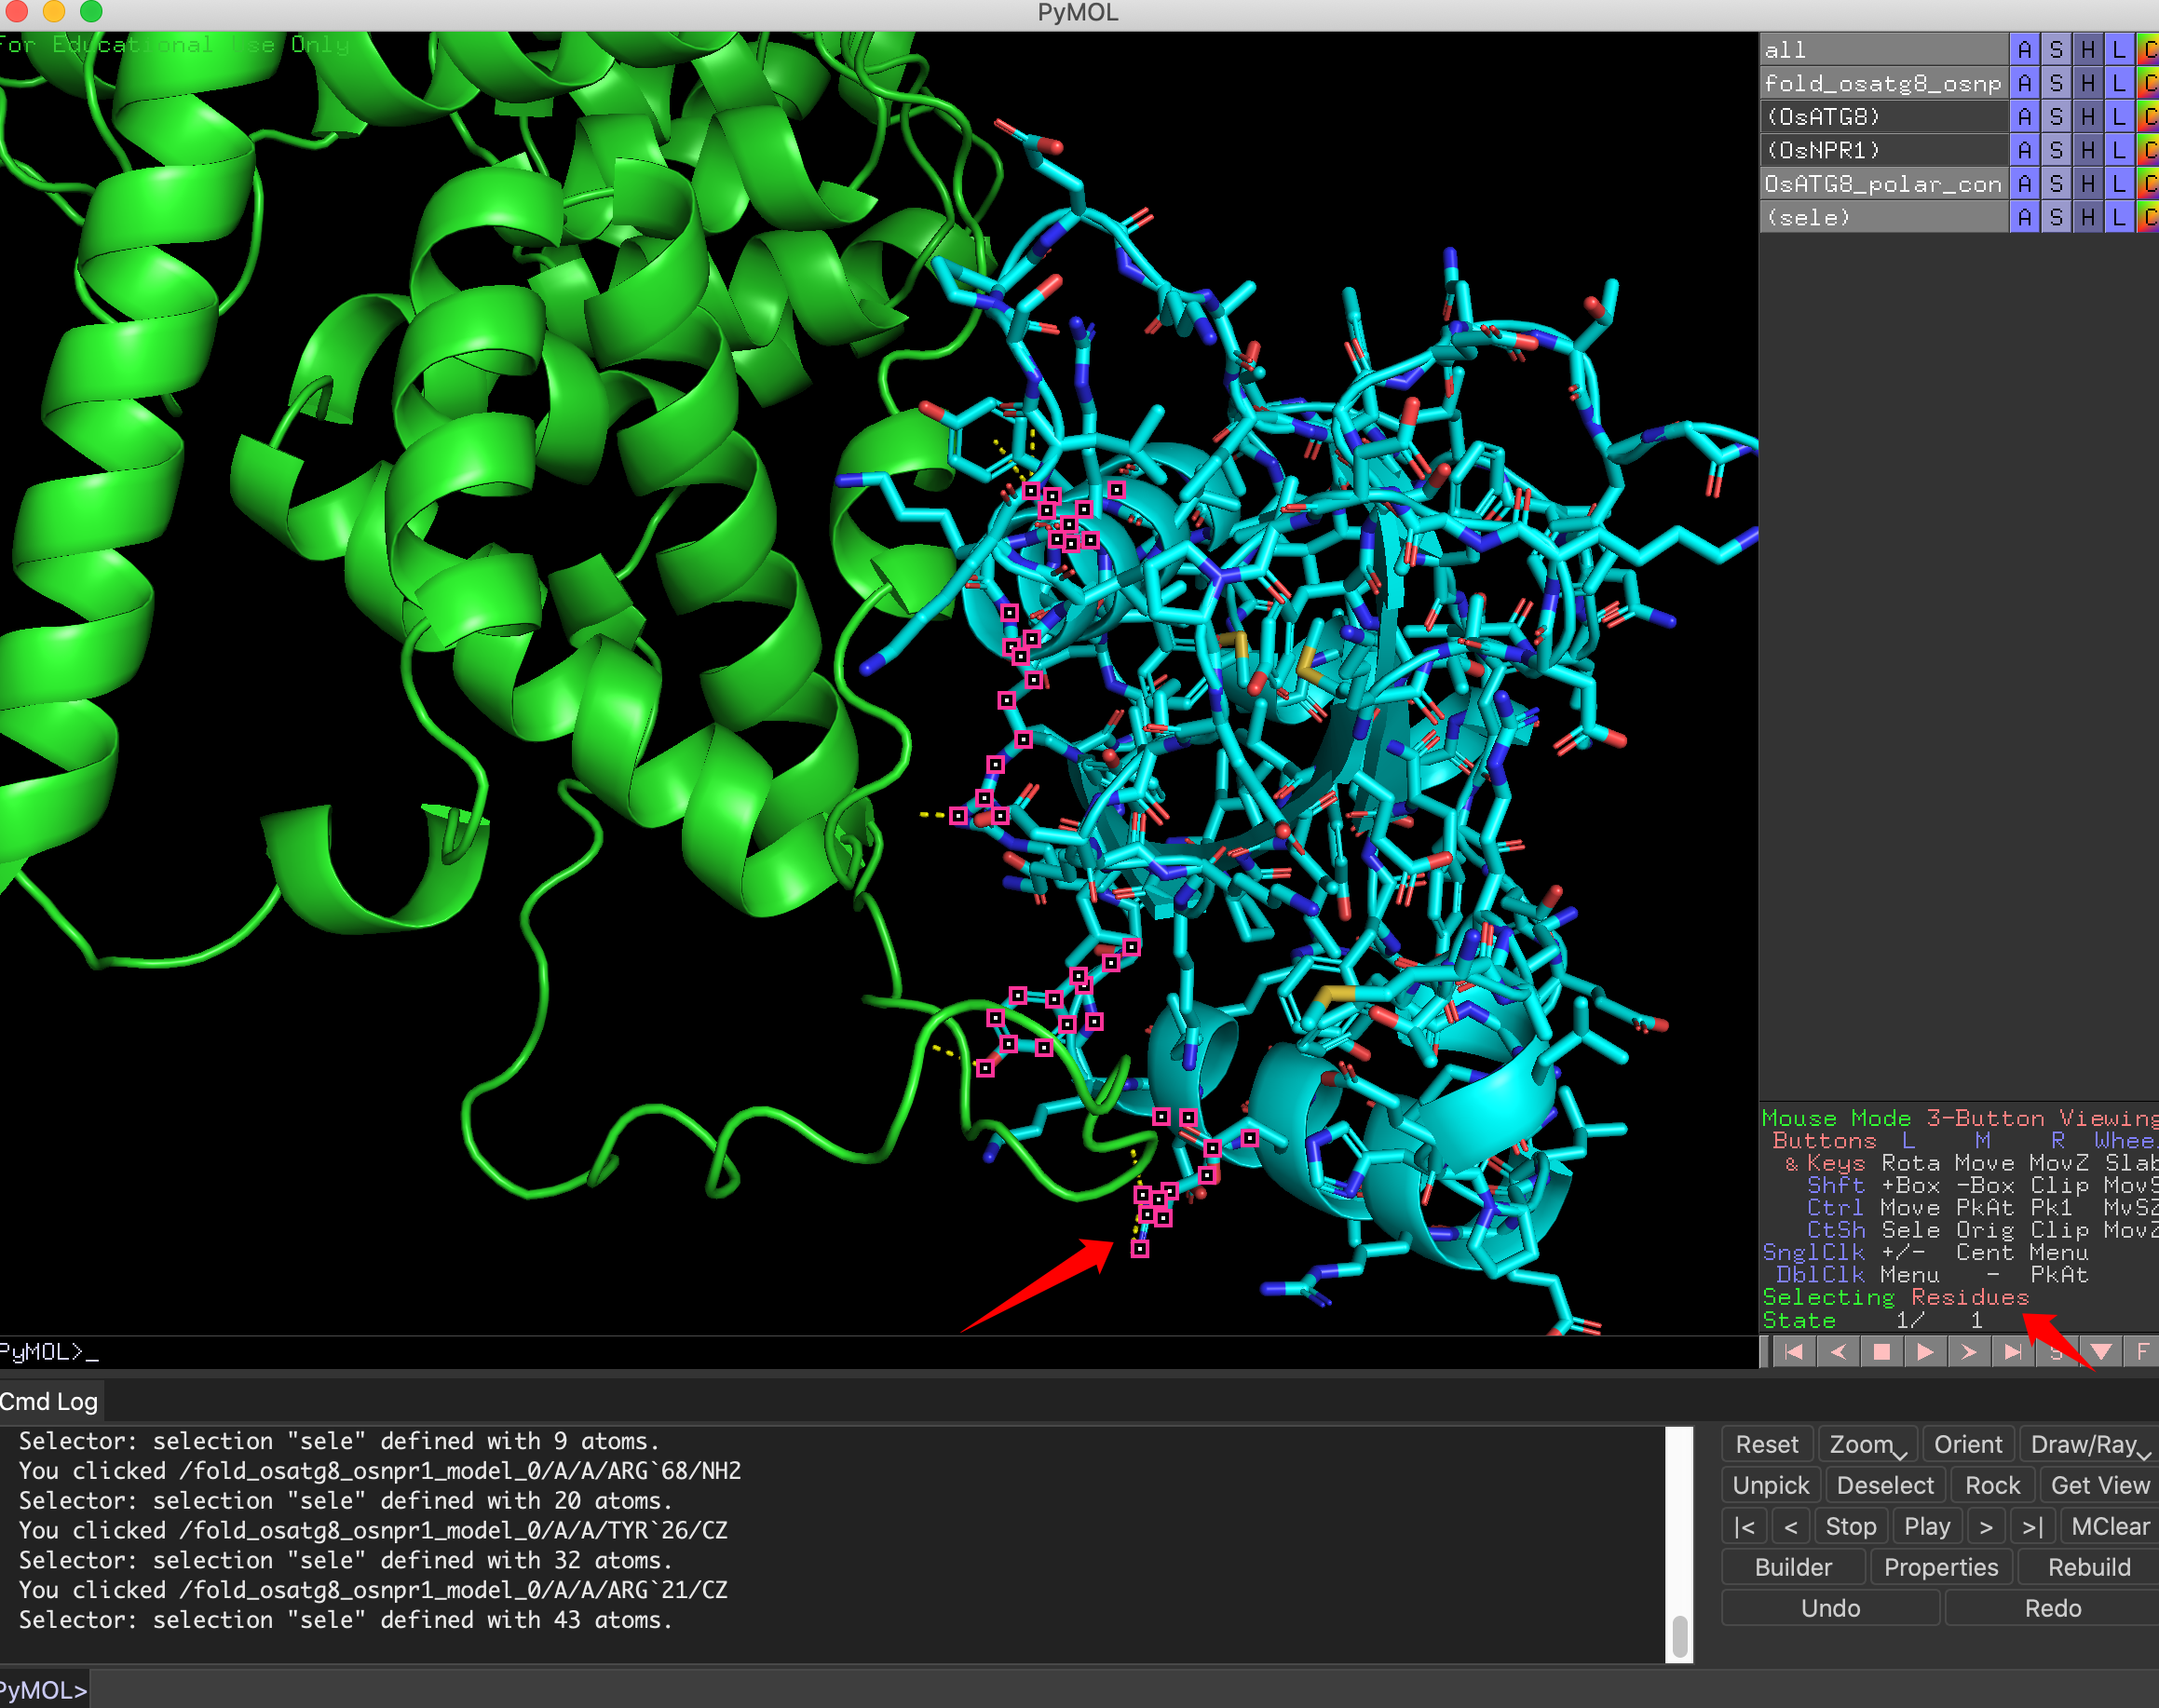 PyMOL
For Educational Use Only
all A S H L C
fold_osatg8_osnp A S H L C
(OsATG8) A S H L C
(OsNPR1) A S H L C
OsATG8_polar_con A S H L C
(sele) A S H L C
Mouse Mode 3-Button Viewing
Buttons L M R Whee
& Keys Rota Move MovZ Slab
Shft +Box -Box Clip MovS
Ctrl Move PkAt Pk1 MvSZ
CtSh Sele Orig Clip MovZ
SnglClk +/- Cent Menu
DblClk Menu - PkAt
Selecting Residues
State 1/ 1
PyMOL>_
S F
Cmd Log
Selector: selection "sele" defined with 9 atoms.
You clicked /fold_osatg8_osnpr1_model_0/A/A/ARG`68/NH2
Selector: selection "sele" defined with 20 atoms.
You clicked /fold_osatg8_osnpr1_model_0/A/A/TYR`26/CZ
Selector: selection "sele" defined with 32 atoms.
You clicked /fold_osatg8_osnpr1_model_0/A/A/ARG`21/CZ
Selector: selection "sele" defined with 43 atoms.
Reset Zoom Orient Draw/Ray
Unpick Deselect Rock Get View
|< < Stop Play > >| MClear
Builder Properties Rebuild
Undo Redo
PyMOL>